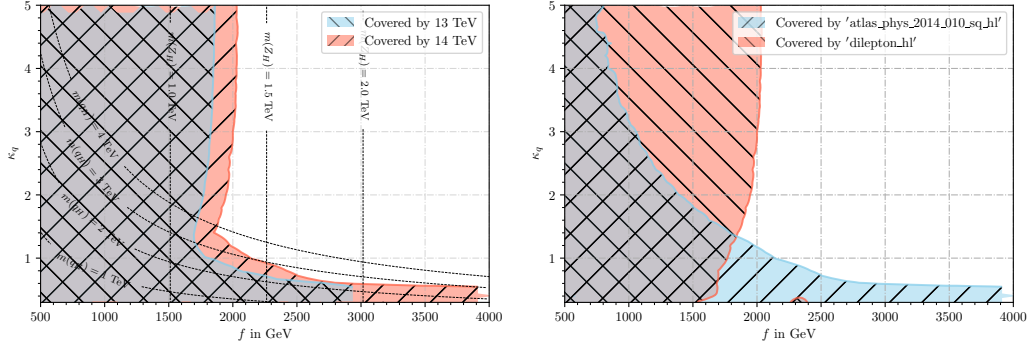 Covered by 13 TeV
Covered by 14 TeV
m(Z_H) = 1.0 TeV
m(Z_H) = 1.5 TeV
m(Z_H) = 2.0 TeV
m(q_H) = 4 TeV
m(q_H) = 3 TeV
m(q_H) = 2 TeV
m(q_H) = 1 TeV
κ_q
5
4
3
2
1
500 1000 1500 2000 2500 3000 3500 4000
f in GeV
Covered by 'atlas_phys_2014_010_sq_hl'
Covered by 'dilepton_hl'
κ_q
5
4
3
2
1
500 1000 1500 2000 2500 3000 3500 4000
f in GeV